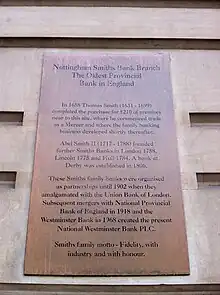 Nottingham Smiths Bank Branch
The Oldest Provincial
Bank in England
In 1658 Thomas Smith (1631 - 1699)
completed the purchase for £210 of premises
near to this site, where he commenced trade
as a Mercer and where the family banking
business developed shortly thereafter.
Abel Smith II (1717 - 1788) founded
further Smiths Banks in London 1758,
Lincoln 1775 and Hull 1784. A bank at
Derby was established in 1806.
These Smiths family businesses are organised
as partnerships until 1902 when they
amalgamated with the Union Bank of London.
Subsequent mergers with National Provincial
Bank of England in 1918 and the
Westminster Bank in 1968 created the present
National Westminster Bank PLC.
Smiths family motto - Fidelity, with
industry and with honour.